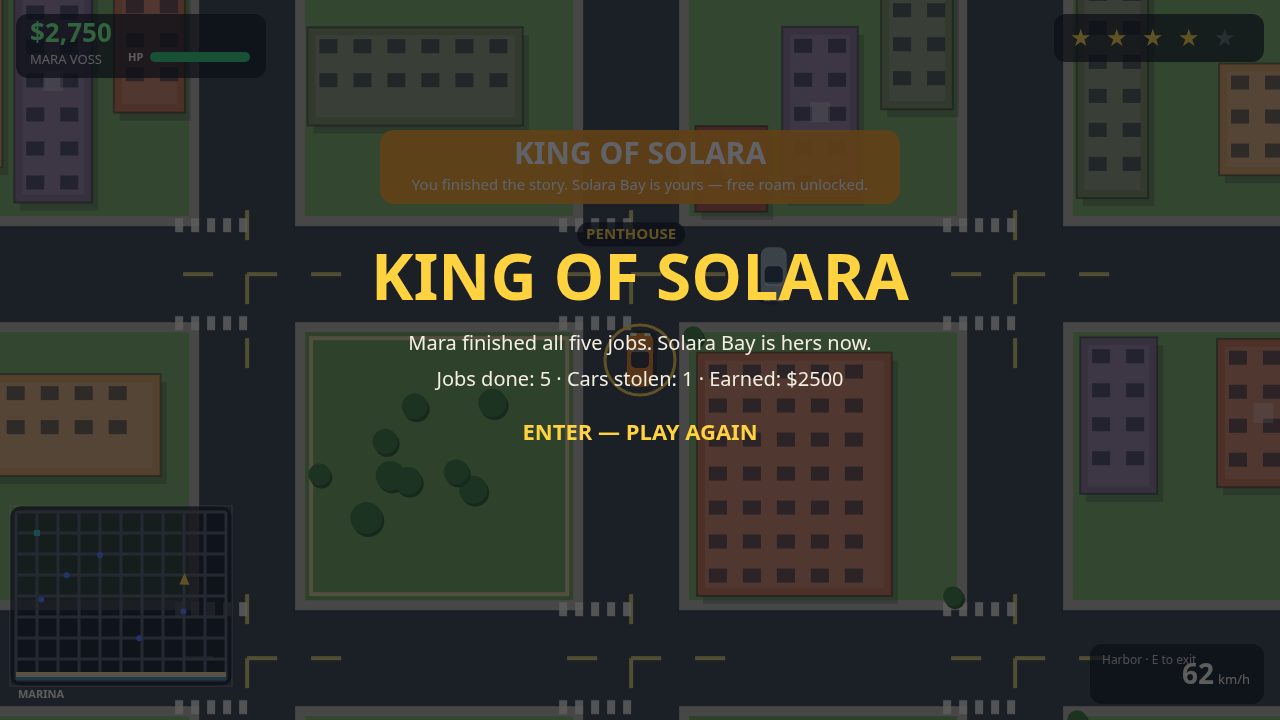 $2,750
MARA VOSS HP
KING OF SOLARA
You finished the story. Solara Bay is yours — free roam unlocked.
PENTHOUSE
KING OF SOLARA
Mara finished all five jobs. Solara Bay is hers now.
Jobs done: 5 · Cars stolen: 1 · Earned: $2500
ENTER — PLAY AGAIN
Harbor · E to exit
62 km/h
MARINA